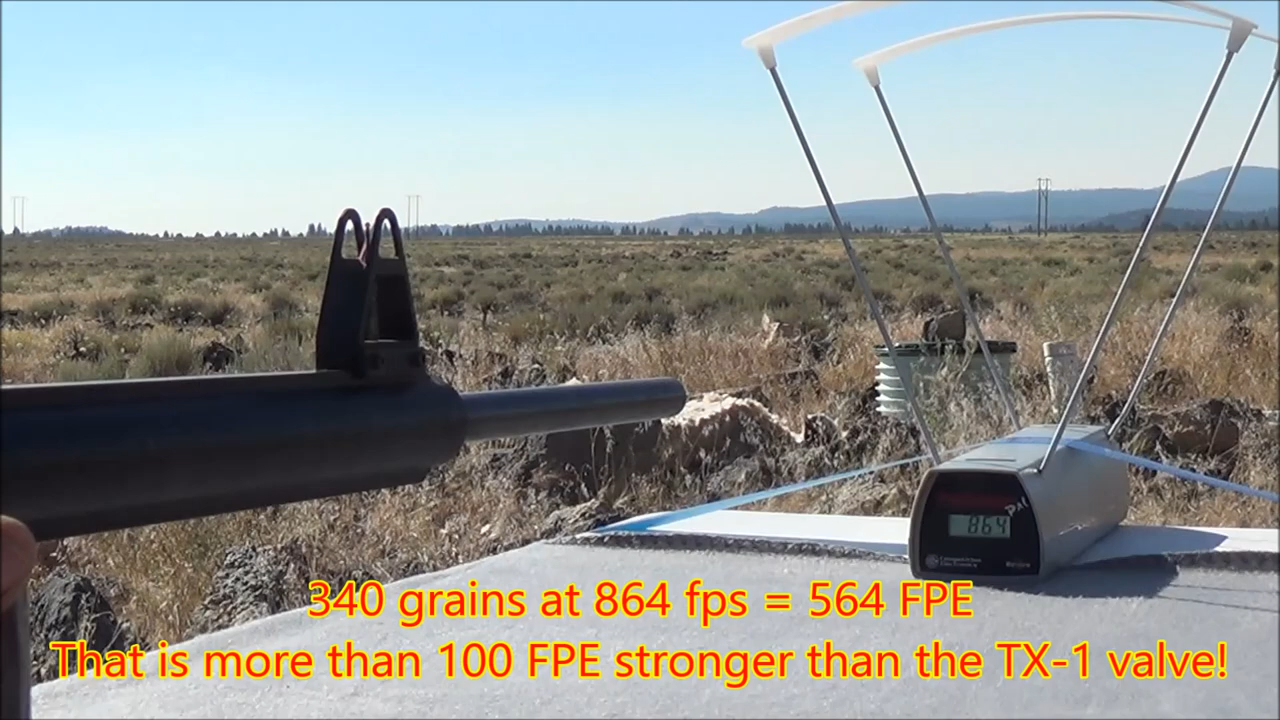 Pal
864
340 grains at 864 fps = 564 FPE
That is more than 100 FPE stronger than the TX-1 valve!